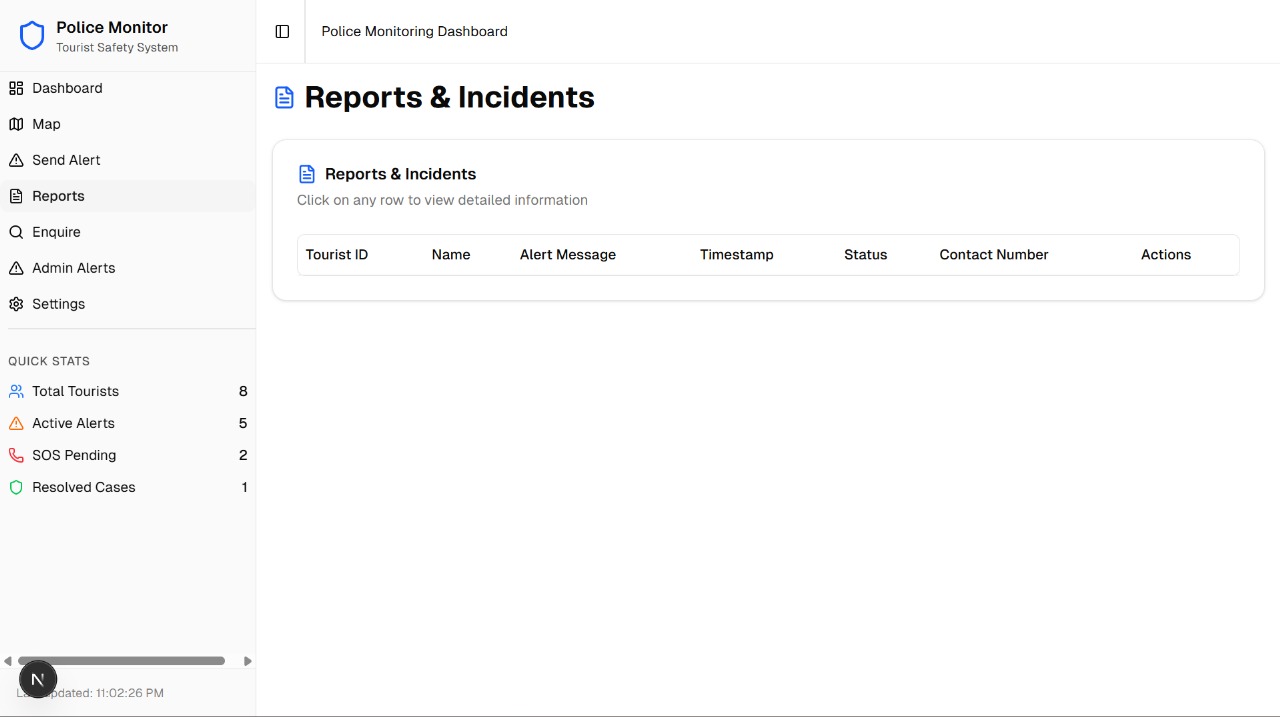 Police Monitor
Tourist Safety System
Dashboard
Map
Send Alert
Reports
Enquire
Admin Alerts
Settings
QUICK STATS
Total Tourists 8
Active Alerts 5
SOS Pending 2
Resolved Cases 1
N
updated: 11:02:26 PM
Police Monitoring Dashboard
Reports & Incidents
Reports & Incidents
Click on any row to view detailed information
Tourist ID Name Alert Message Timestamp Status Contact Number Actions